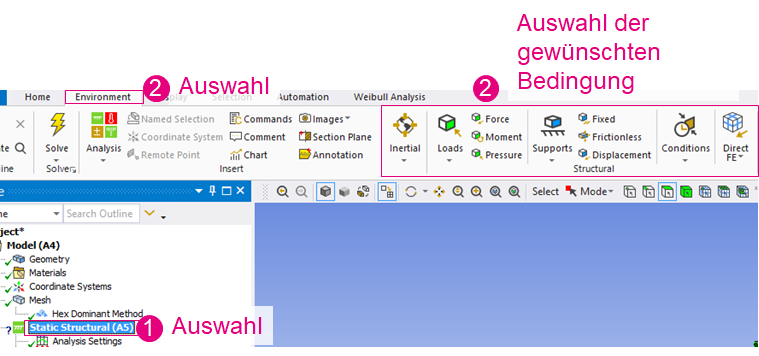 Auswahl der
gewünschten
Bedingung
2 Auswahl
2
Home Environment Display Selection Automation Weibull Analysis
Named Selection Commands Images Force Fixed
Solve Analysis Coordinate System Comment Section Plane Inertial Loads Moment Supports Frictionless Conditions Direct FE
Remote Point Chart Annotation Pressure Displacement
Solve Insert Structural
Search Outline Select Mode
ject*
Model (A4)
Geometry
Materials
Coordinate Systems
Mesh
Hex Dominant Method
? Static Structural (A5) 1 Auswahl
Analysis Settings